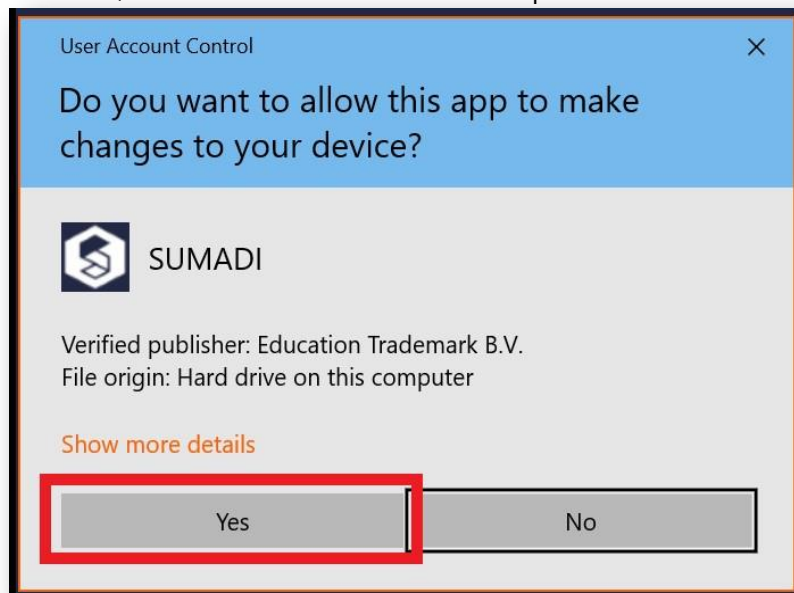 User Account Control
Do you want to allow this app to make
changes to your device?
SUMADI
Verified publisher: Education Trademark B.V.
File origin: Hard drive on this computer
Show more details
Yes
No